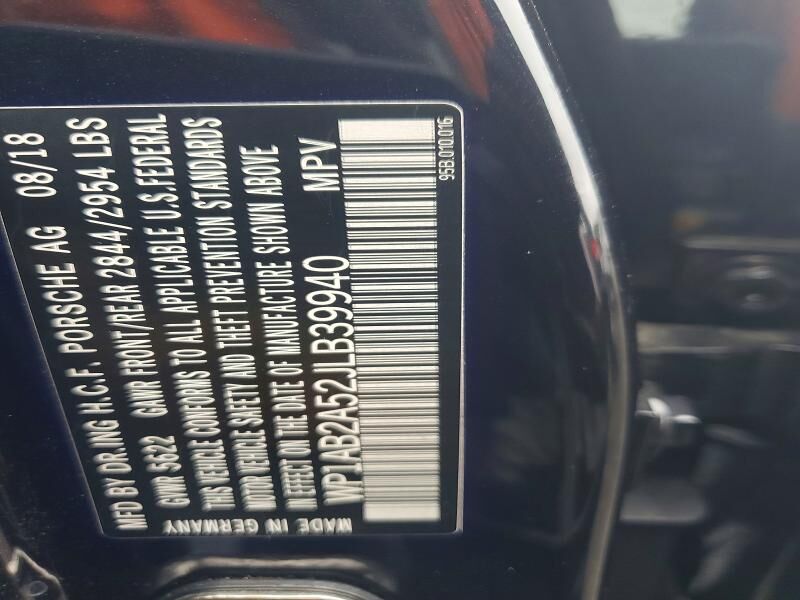 MFD BY DR.ING H.C.F. PORSCHE AG 08/18
GVWR 5622 GAWR FRONT/REAR 2844/2954 LBS
THIS VEHICLE CONFORMS TO ALL APPLICABLE U.S.FEDERAL
MOTOR VEHICLE SAFETY AND THEFT PREVENTION STANDARDS
IN EFFECT ON THE DATE OF MANUFACTURE SHOWN ABOVE
WP1AB2A52JLB39940 MPV
MADE IN GERMANY 95B.010.01G